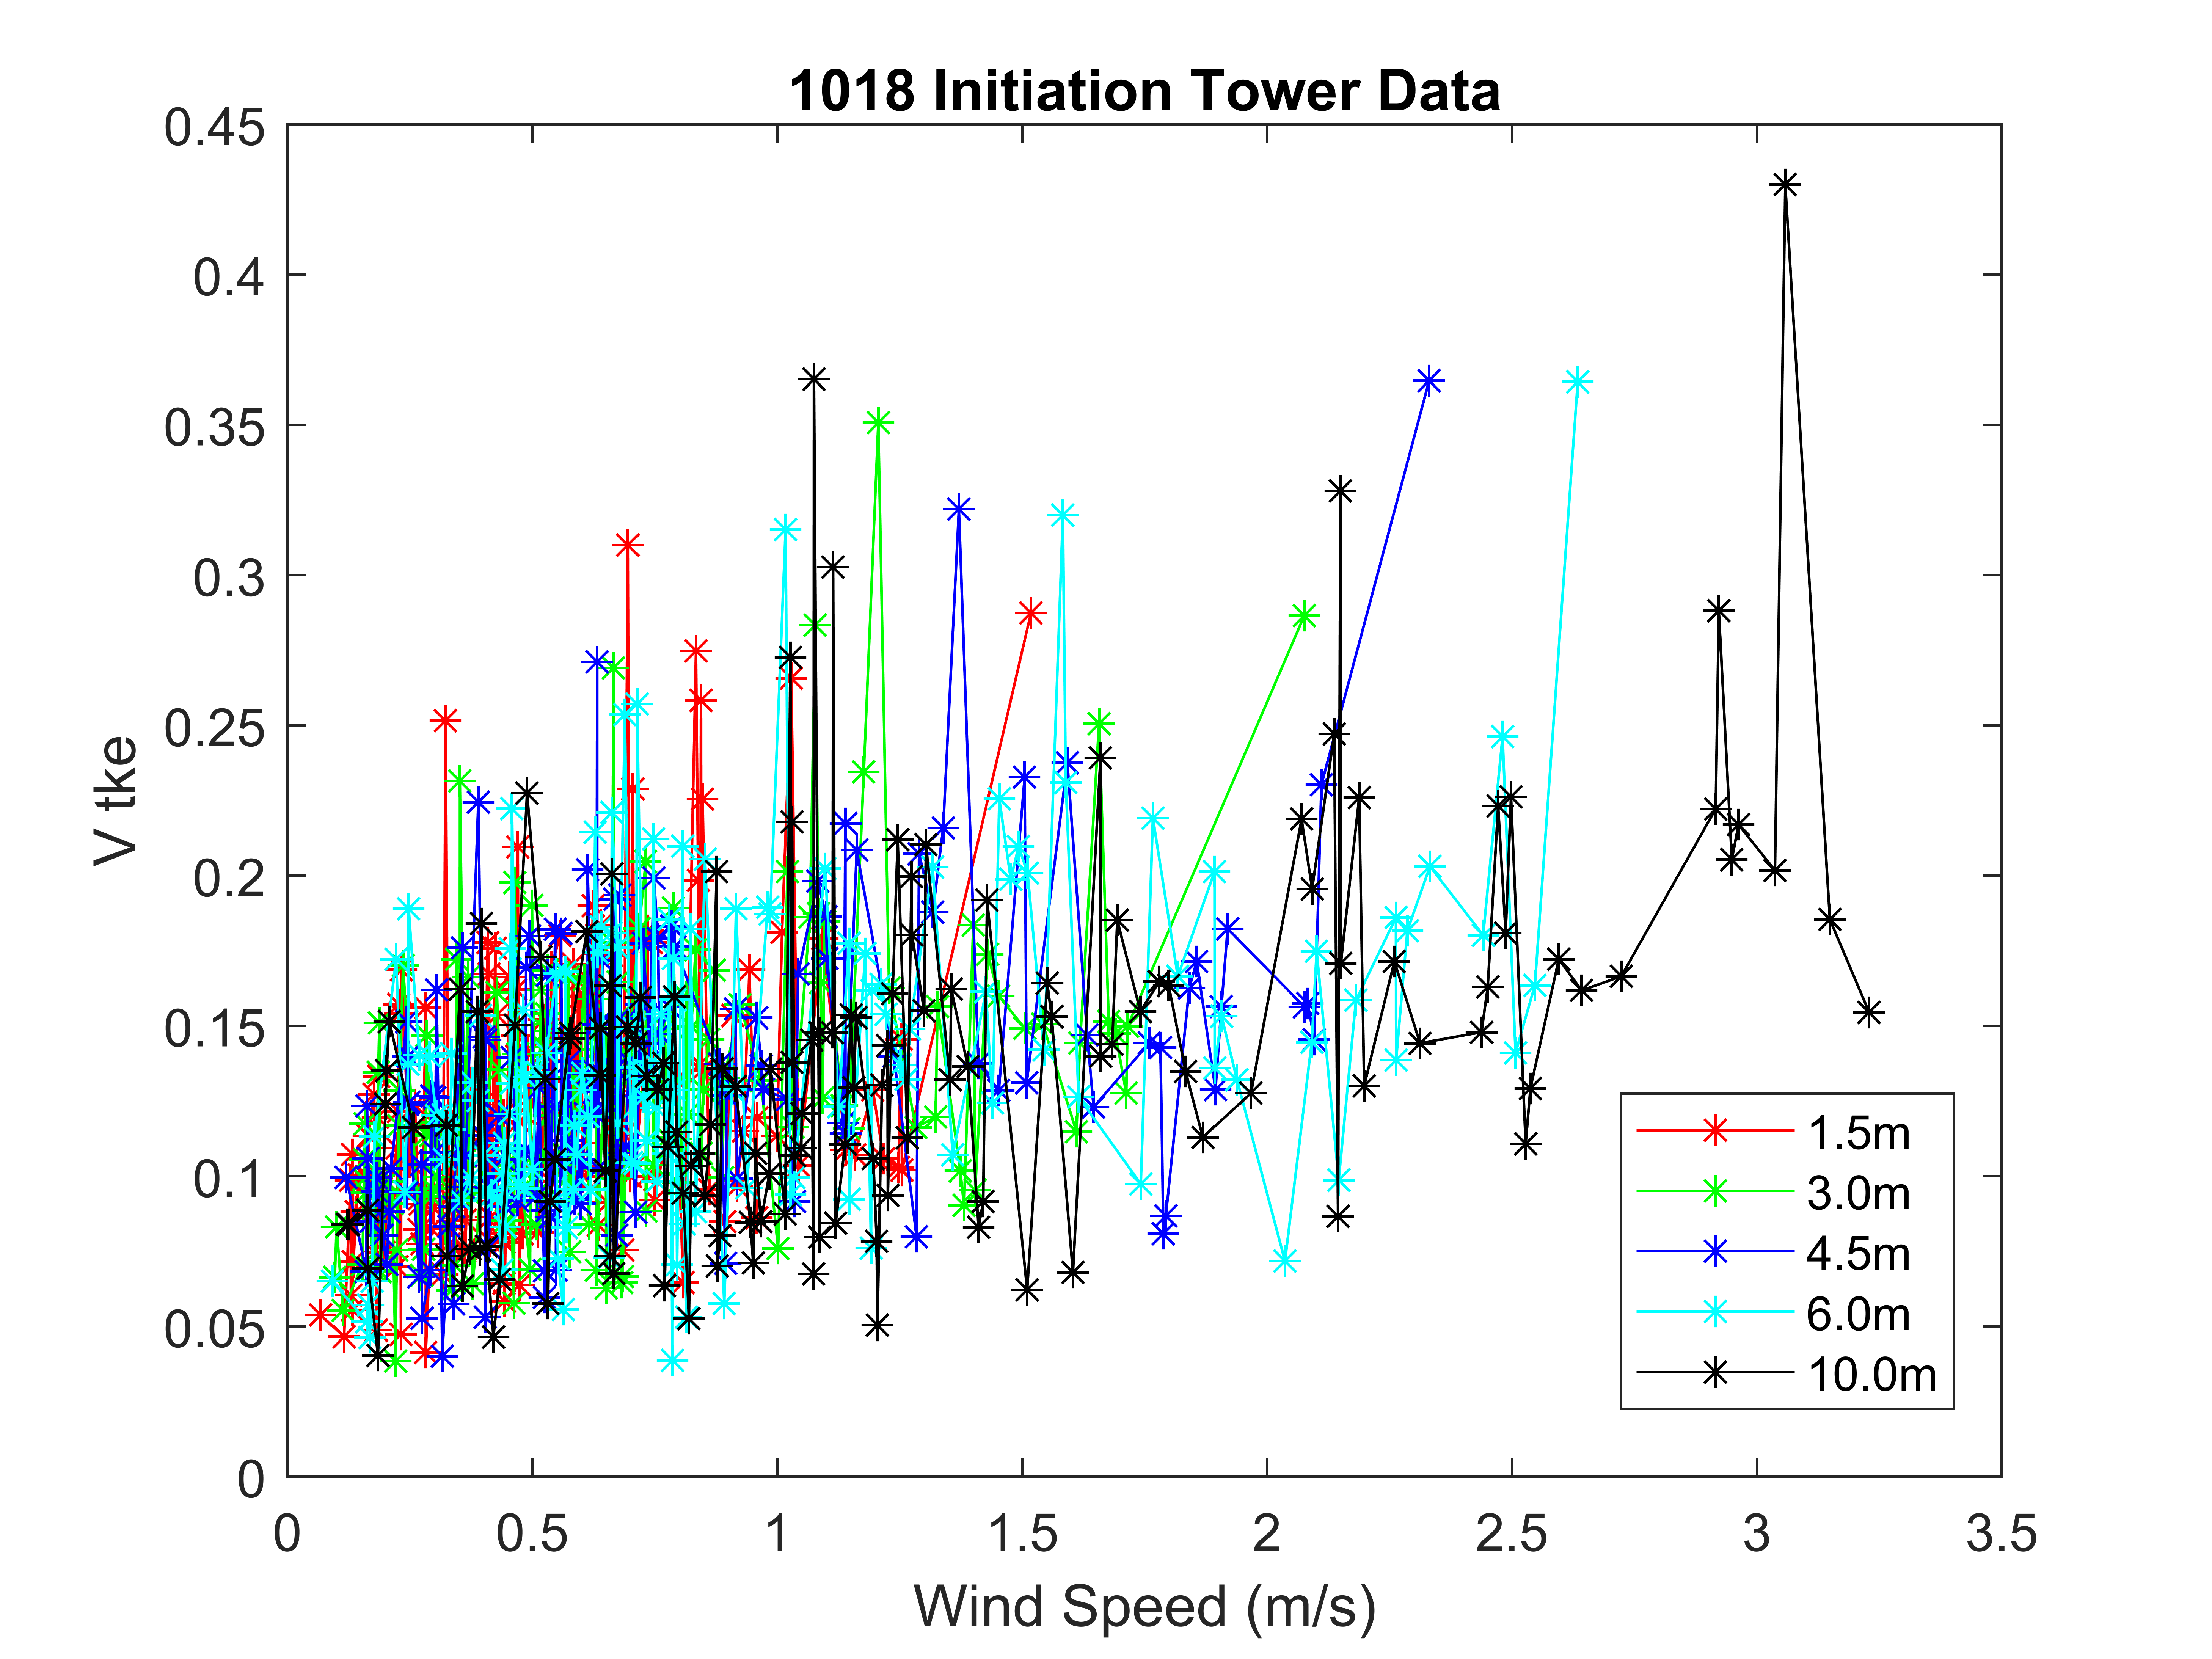 1018 Initiation Tower Data
0.45
0.4
0.35
0.3
0.25
0.2
0.15
0.1
0.05
0
V tke
1.5m
3.0m
4.5m
6.0m
10.0m
0 0.5 1 1.5 2 2.5 3 3.5
Wind Speed (m/s)